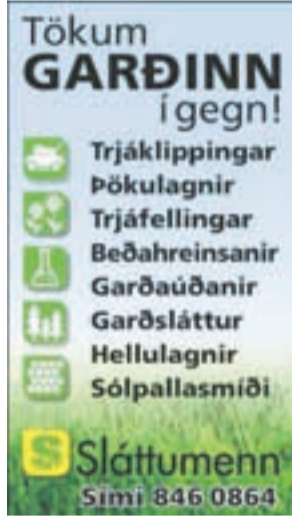 Tökum
GARÐINN
í gegn!
Trjáklippingar
Þökulagnir
Trjáfellingar
Beðahreinsanir
Garðaúðanir
Garðsláttur
Hellulagnir
Sólpallasmíði
S Sláttumenn
Sími 846 0864